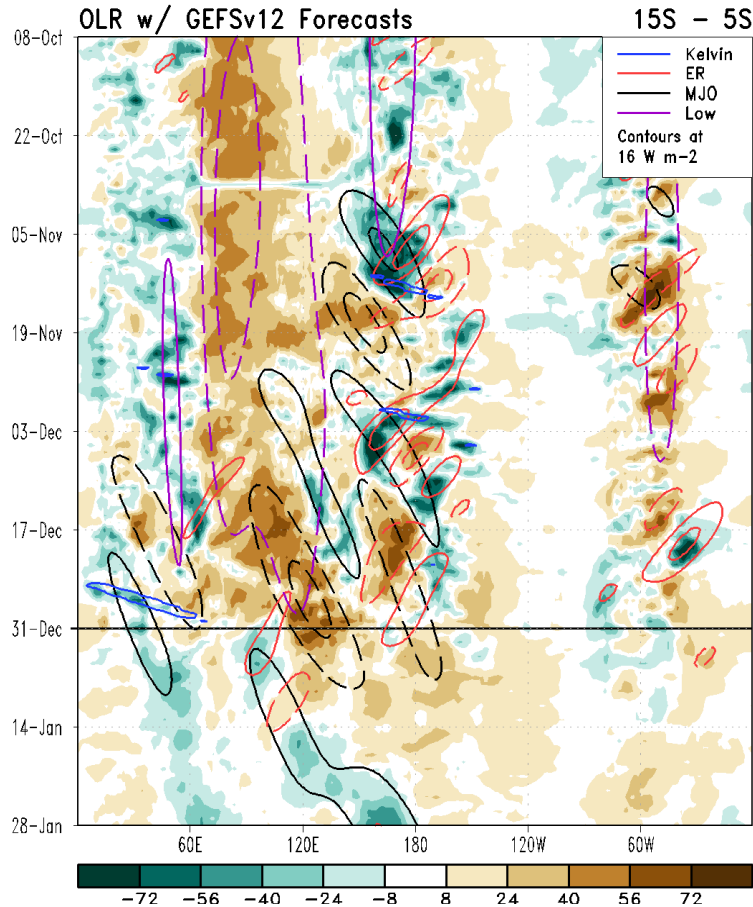 OLR w/ GEFSv12 Forecasts 15S - 5S
08-Oct
22-Oct
05-Nov
19-Nov
03-Dec
17-Dec
31-Dec
14-Jan
28-Jan
Kelvin
ER
MJO
Low
Contours at
16 W m-2
60E 120E 180 120W 60W
-72 -56 -40 -24 -8 8 24 40 56 72